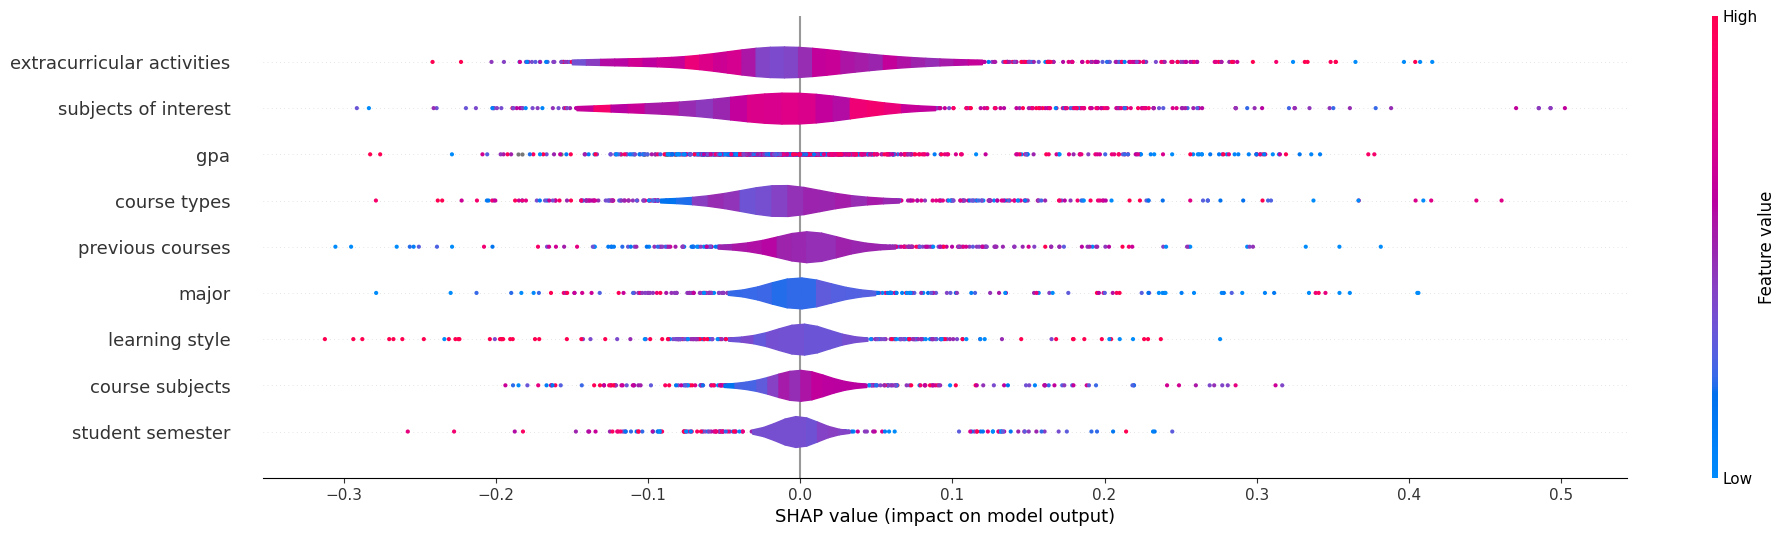 High
extracurricular activities
subjects of interest
gpa
course types
previous courses
major
learning style
course subjects
student semester
Feature value
Low
−0.3 −0.2 −0.1 0.0 0.1 0.2 0.3 0.4 0.5
SHAP value (impact on model output)